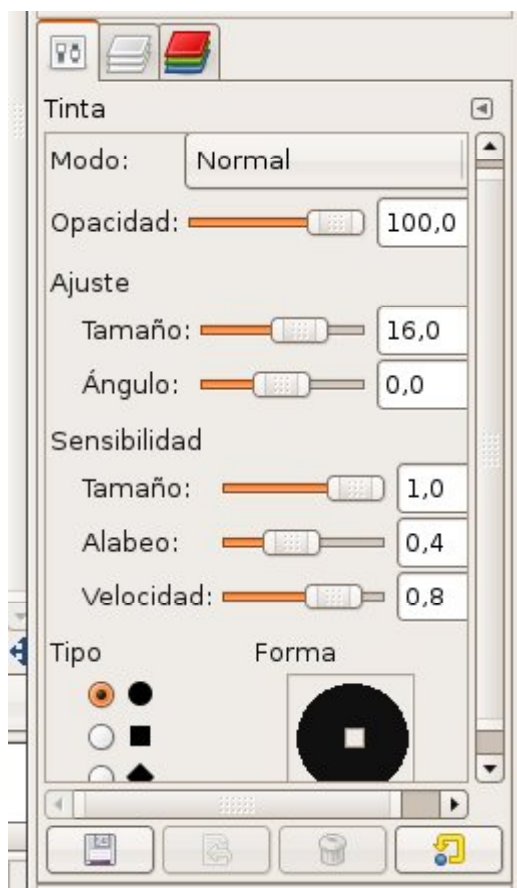 Tinta
Modo: Normal
Opacidad: 100,0
Ajuste
Tamaño: 16,0
Ángulo: 0,0
Sensibilidad
Tamaño: 1,0
Alabeo: 0,4
Velocidad: 0,8
Tipo Forma